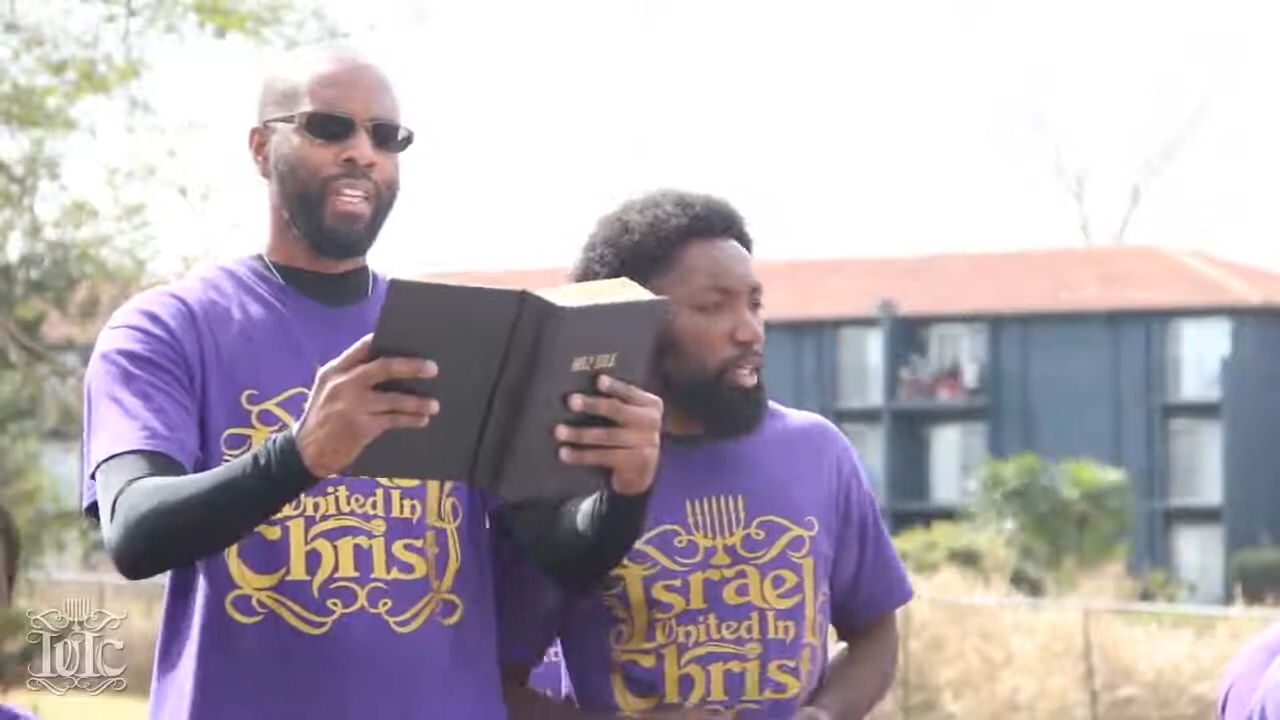 HOLY BIBLE
United In
Christ
Israel
United In
Christ
IUIC